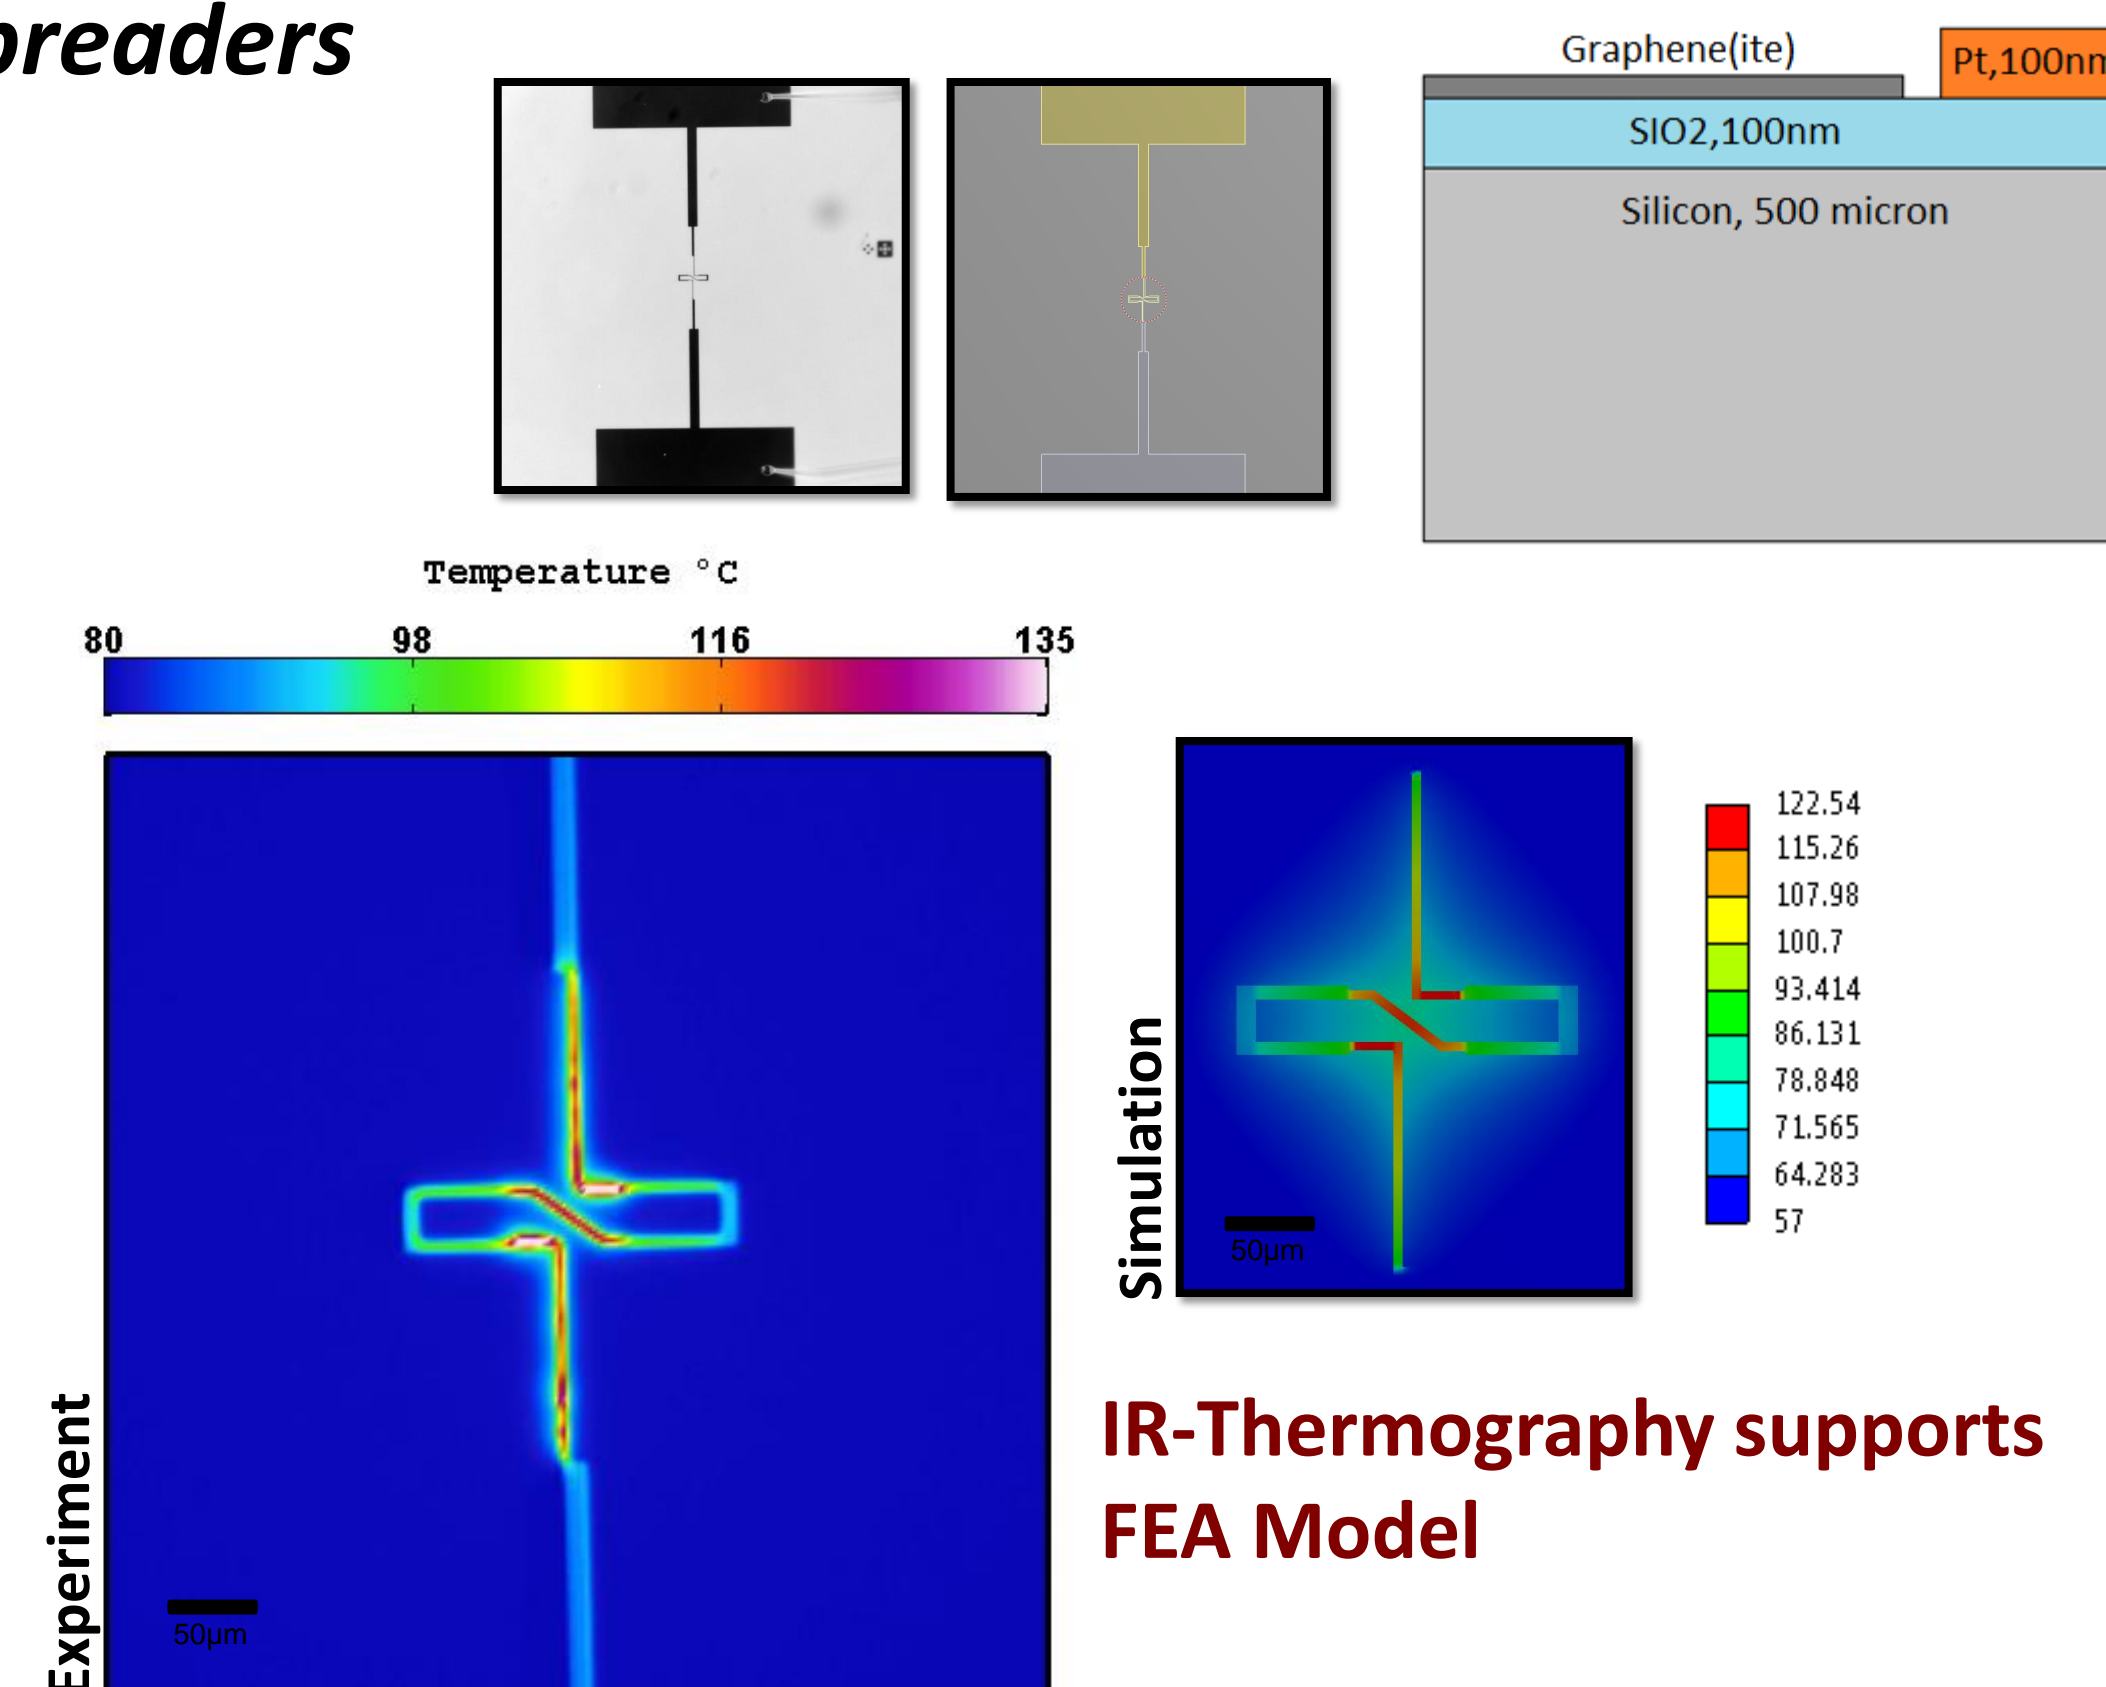 preaders
Graphene(ite)
Pt,100nm
SIO2,100nm
Silicon, 500 micron
Temperature °C
80 98 116 135
Experiment
50µm
Simulation
50µm
122.54
115.26
107.98
100.7
93.414
86.131
78.848
71.565
64.283
57
IR-Thermography supports
FEA Model